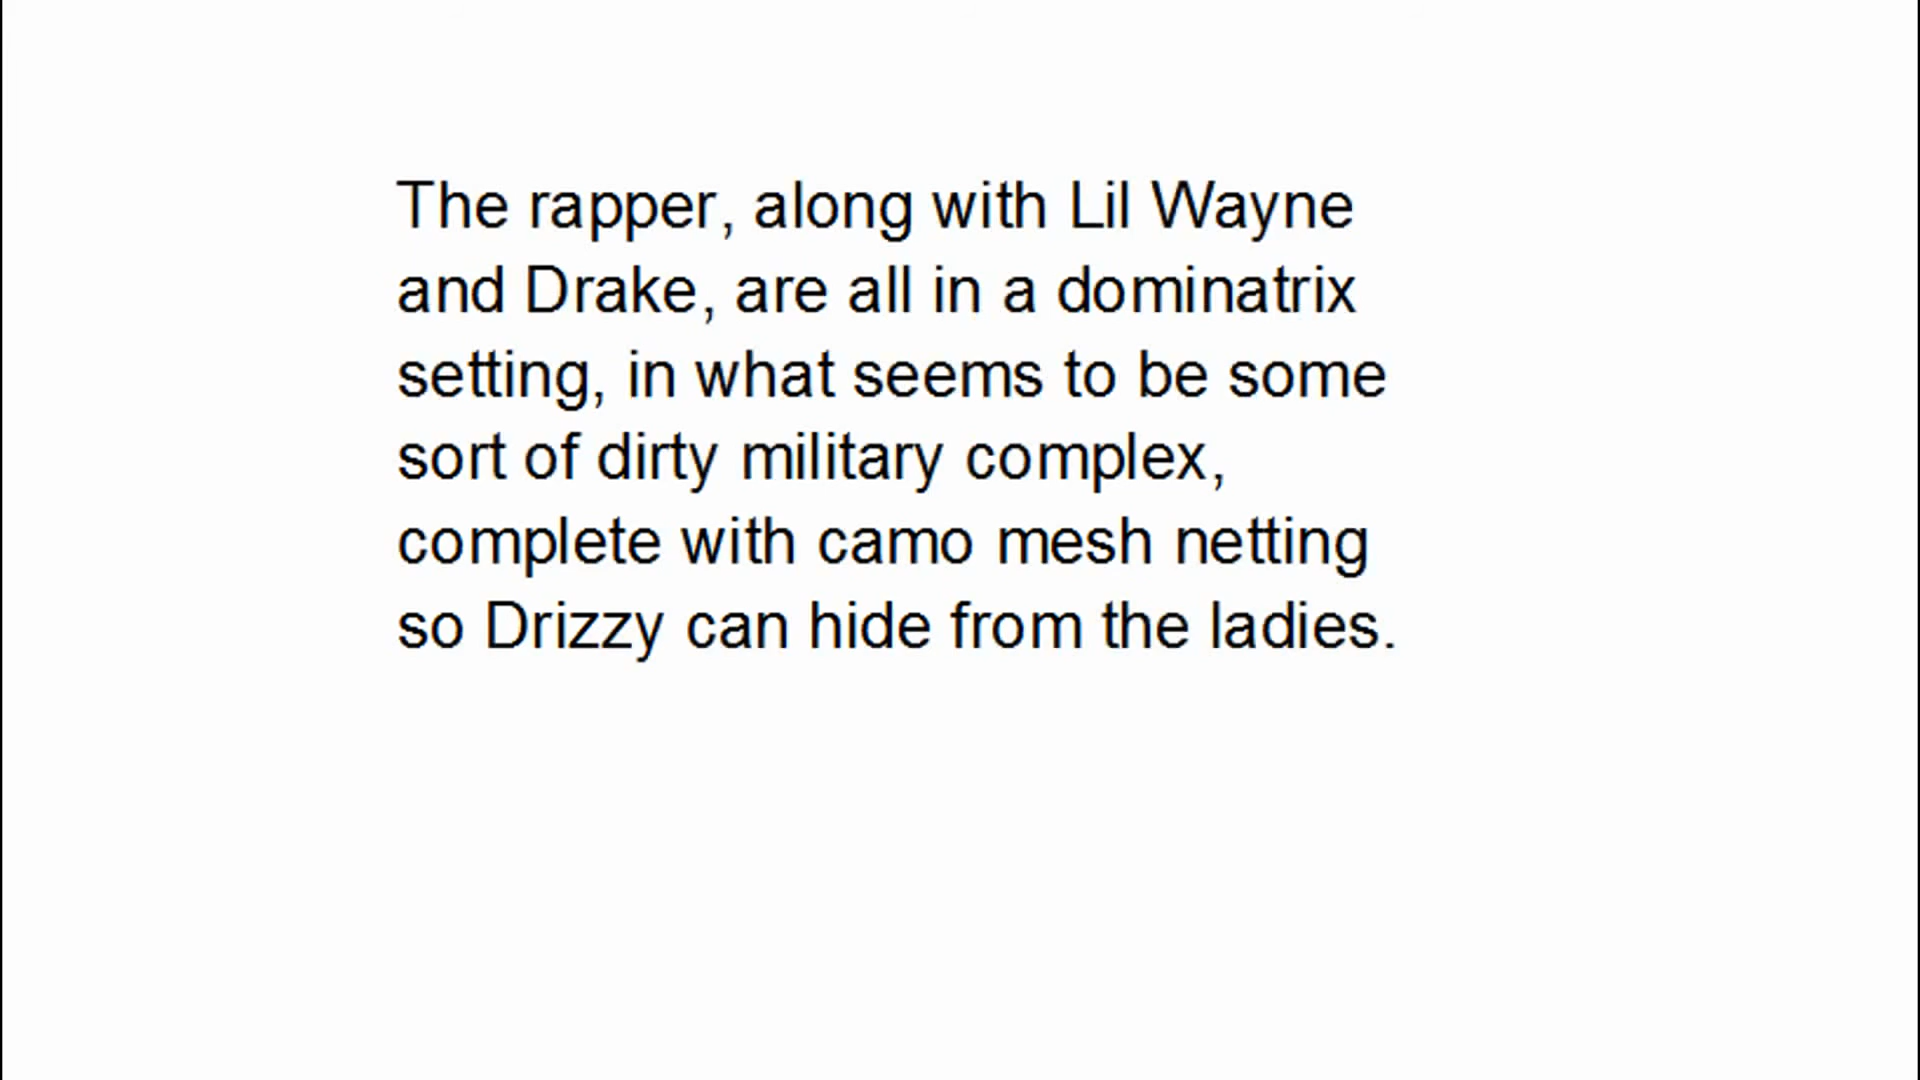 The rapper, along with Lil Wayne
and Drake, are all in a dominatrix
setting, in what seems to be some
sort of dirty military complex,
complete with camo mesh netting
so Drizzy can hide from the ladies.